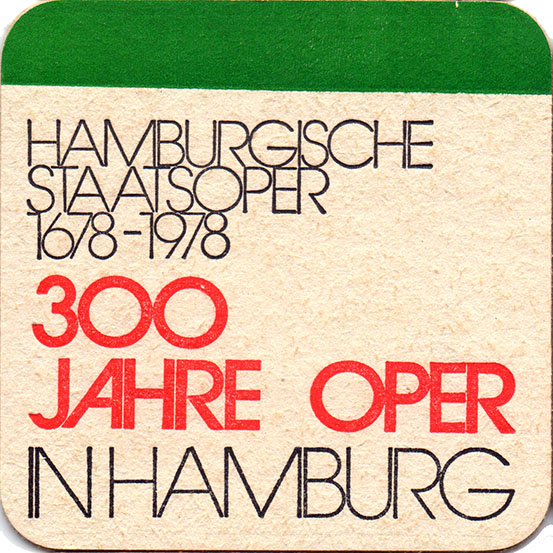 HAMBURGISCHE
STAATSOPER
1678-1978
300
JAHRE OPER
IN HAMBURG